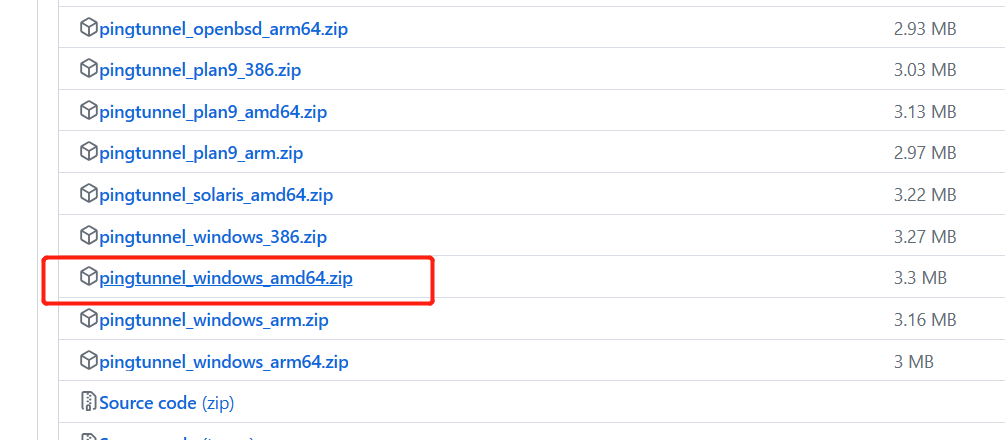 pingtunnel_openbsd_arm64.zip 2.93 MB
pingtunnel_plan9_386.zip 3.03 MB
pingtunnel_plan9_amd64.zip 3.13 MB
pingtunnel_plan9_arm.zip 2.97 MB
pingtunnel_solaris_amd64.zip 3.22 MB
pingtunnel_windows_386.zip 3.27 MB
pingtunnel_windows_amd64.zip 3.3 MB
pingtunnel_windows_arm.zip 3.16 MB
pingtunnel_windows_arm64.zip 3 MB
Source code (zip)